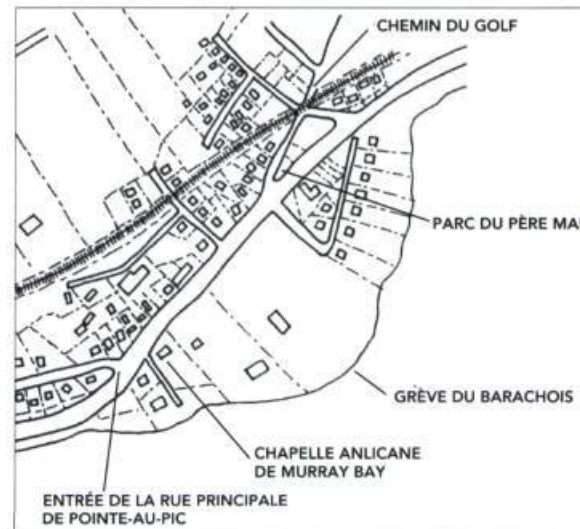 CHEMIN DU GOLF
PARC DU PÈRE
GRÈVE DU BARACHOIS
CHAPELLE ANLICANE
DE MURRAY BAY
ENTRÉE DE LA RUE PRINCIPALE
DE POINTE-AU-PIC